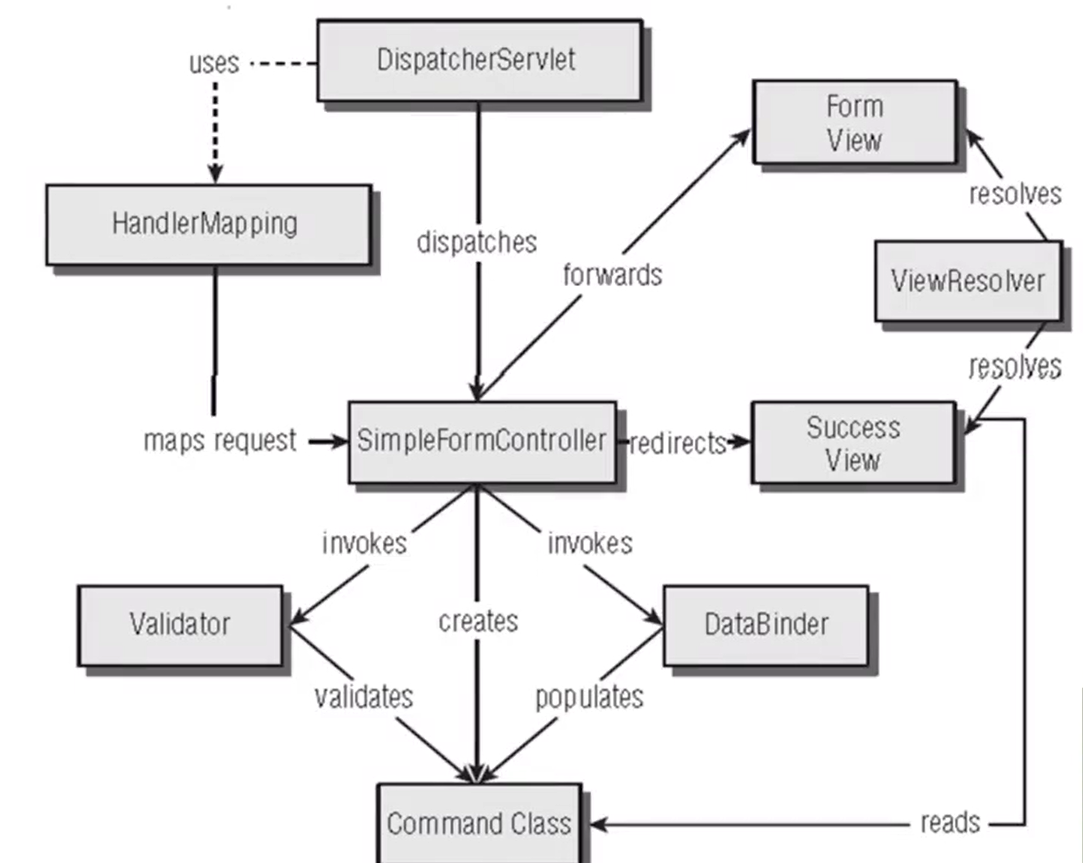 DispatcherServlet
uses
Form
View
resolves
HandlerMapping
dispatches
forwards
ViewResolver
resolves
maps request
SimpleFormController
redirects
Success
View
invokes
invokes
Validator
creates
DataBinder
validates
populates
Command Class
reads